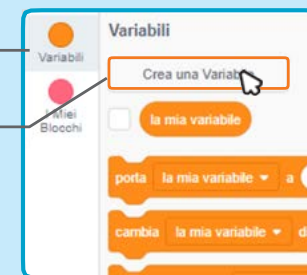 Variabili
Variabili
Crea una Variabile
I Miei
Blocchi
la mia variabile
porta la mia variabile a
cambia la mia variabile di